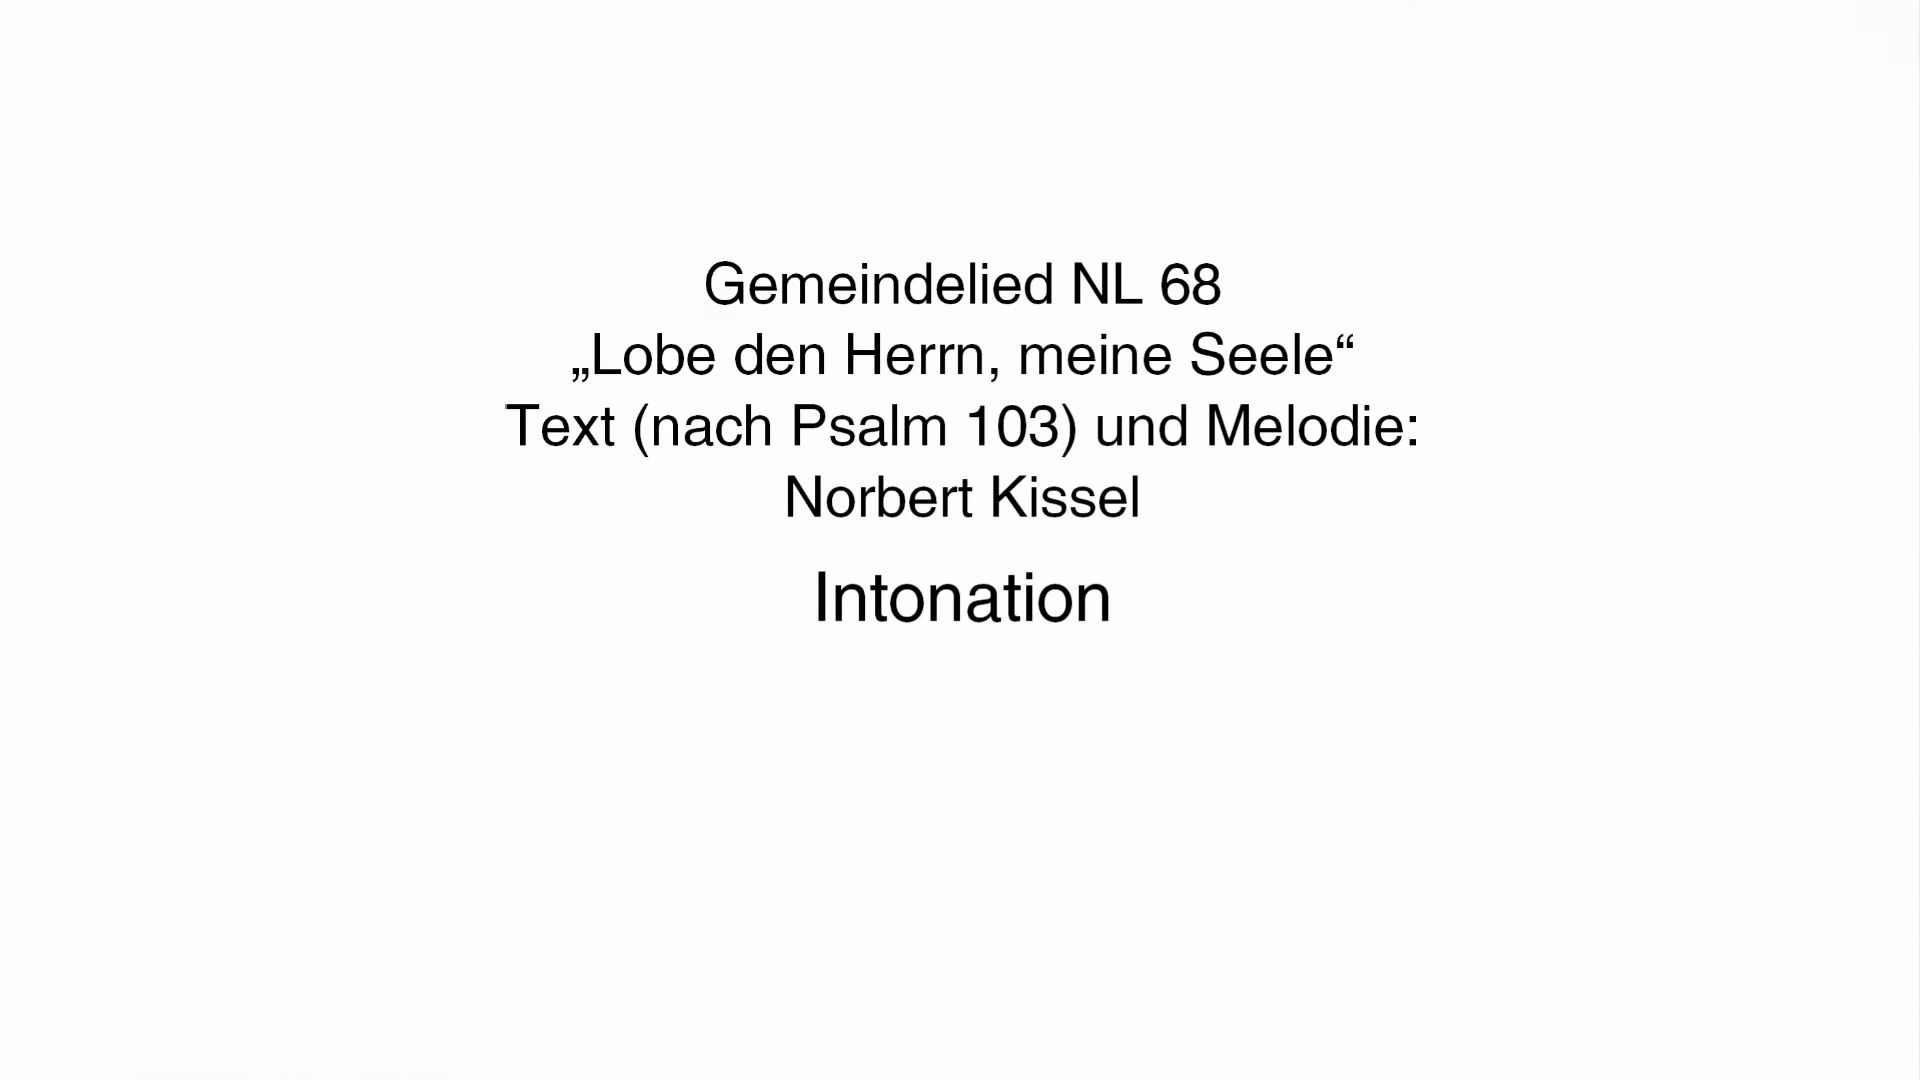 Gemeindelied NL 68
„Lobe den Herrn, meine Seele“
Text (nach Psalm 103) und Melodie:
Norbert Kissel
Intonation